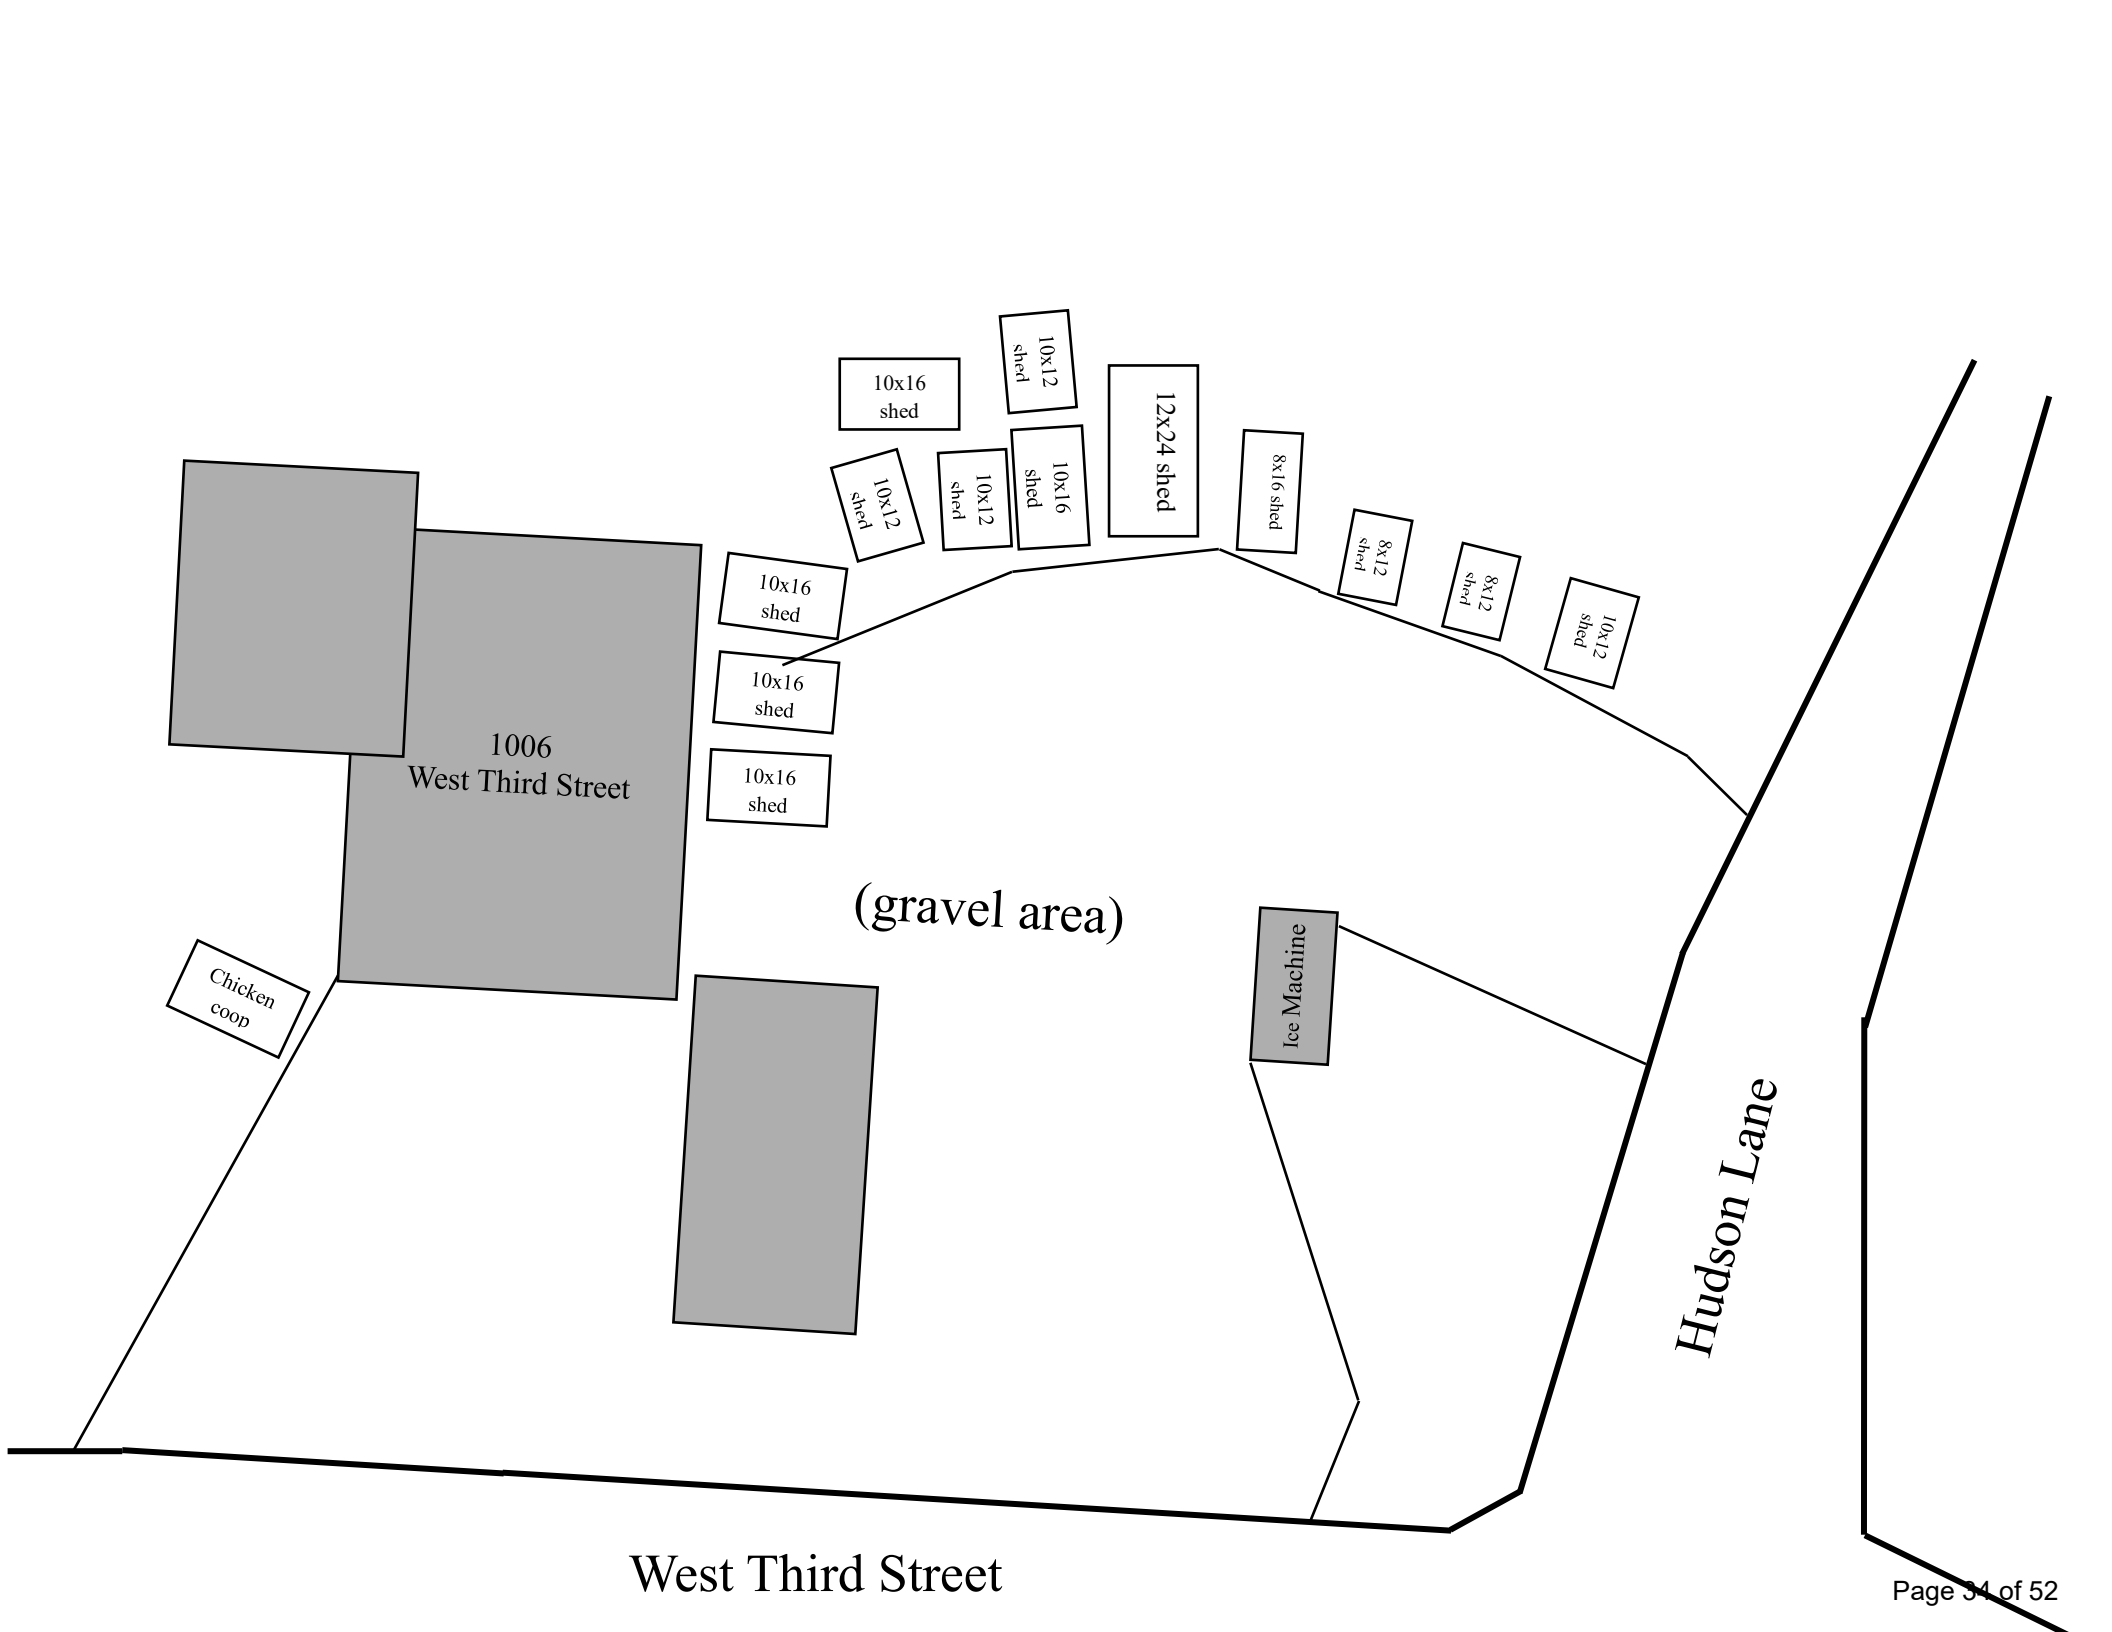 10x12
shed
10x16
shed
12x24 shed
10x12
shed
10x12
shed
10x16
shed
8x16 shed
8x12
shed
8x12
shed
10x12
shed
10x16
shed
10x16
shed
10x16
shed
1006
West Third Street
(gravel area)
Ice Machine
Chicken
coop
Hudson Lane
West Third Street
Page 34 of 52